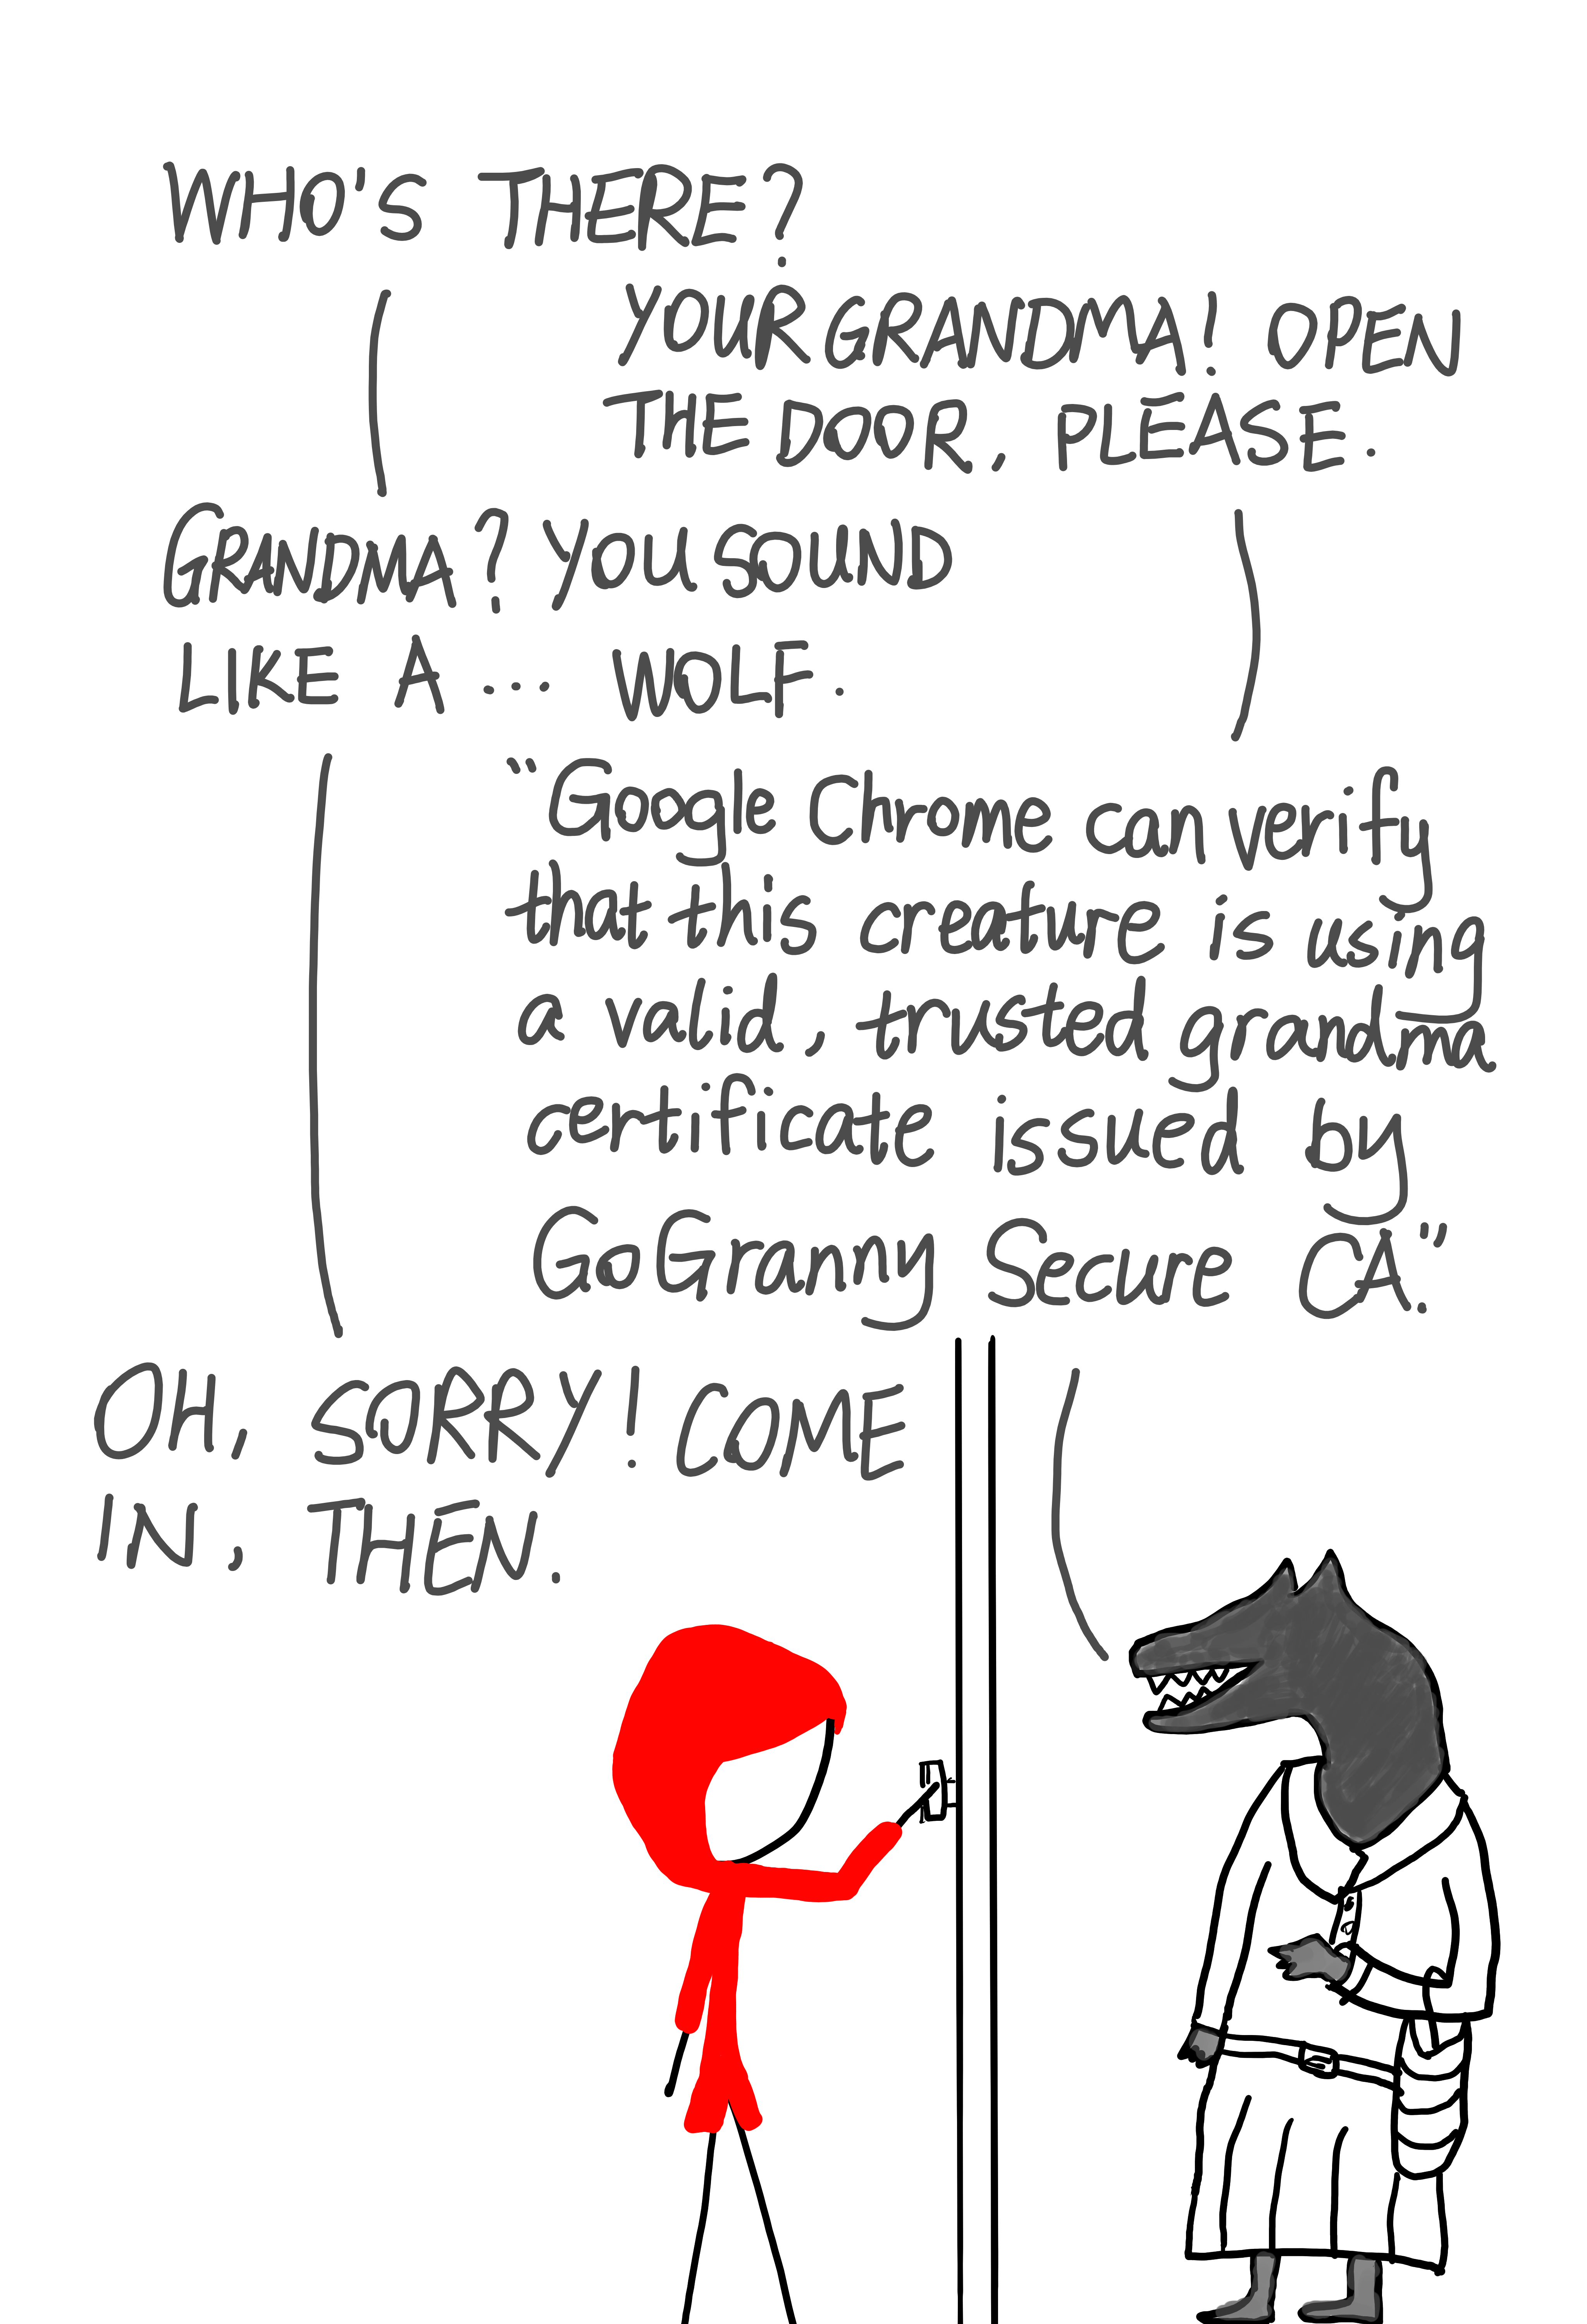 WHO'S THERE?
YOUR GRANDMA! OPEN
THE DOOR, PLEASE.
GRANDMA? YOU SOUND
LIKE A ... WOLF.
"Google Chrome can verify
that this creature is using
a valid, trusted grandma
certificate issued by
GoGranny Secure CA."
OH, SORRY! COME
IN, THEN.